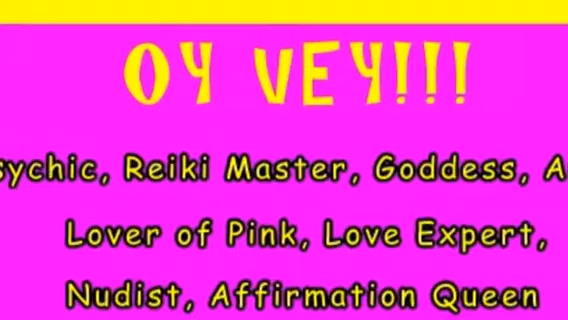 OY VEY!!!
sychic, Reiki Master, Goddess, A
Lover of Pink, Love Expert,
Nudist, Affirmation Queen